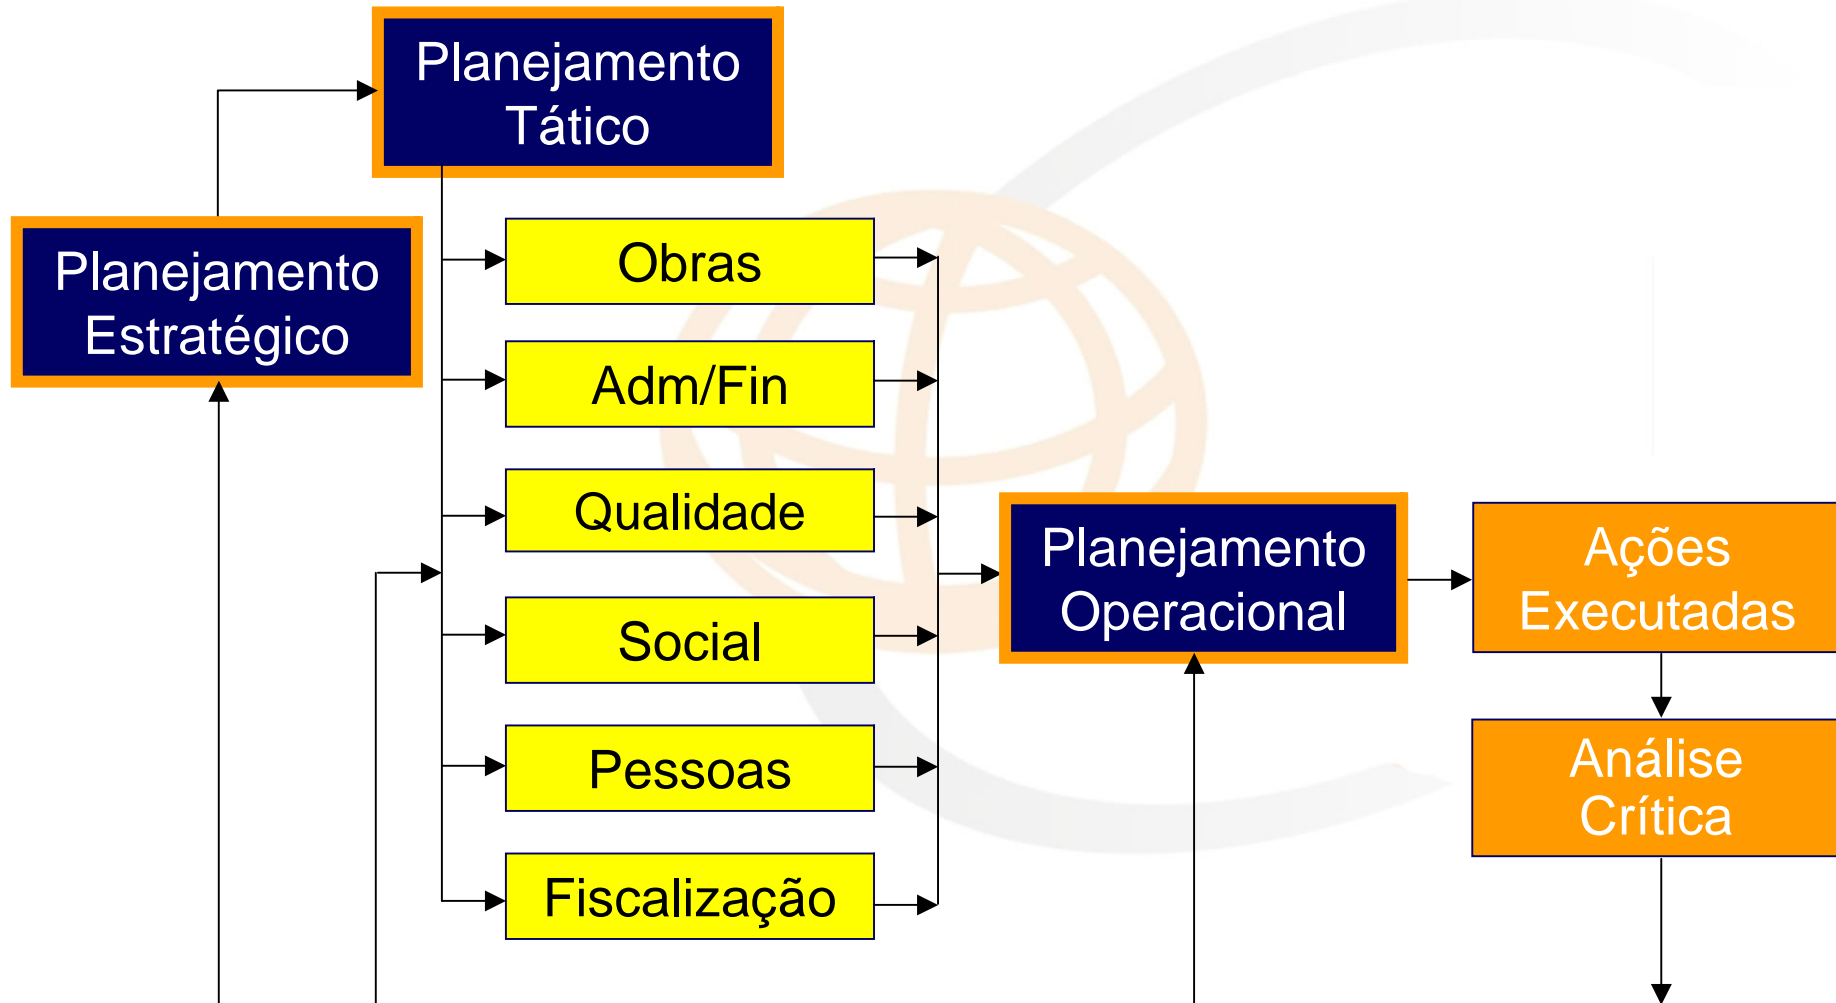 Planejamento
Tático
Planejamento
Estratégico
Obras
Adm/Fin
Qualidade
Social
Pessoas
Fiscalização
Planejamento
Operacional
Ações
Executadas
Análise
Crítica